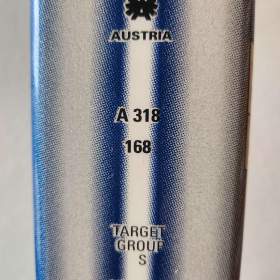 AUSTRIA
A 318
168
TARGET
GROUP
S